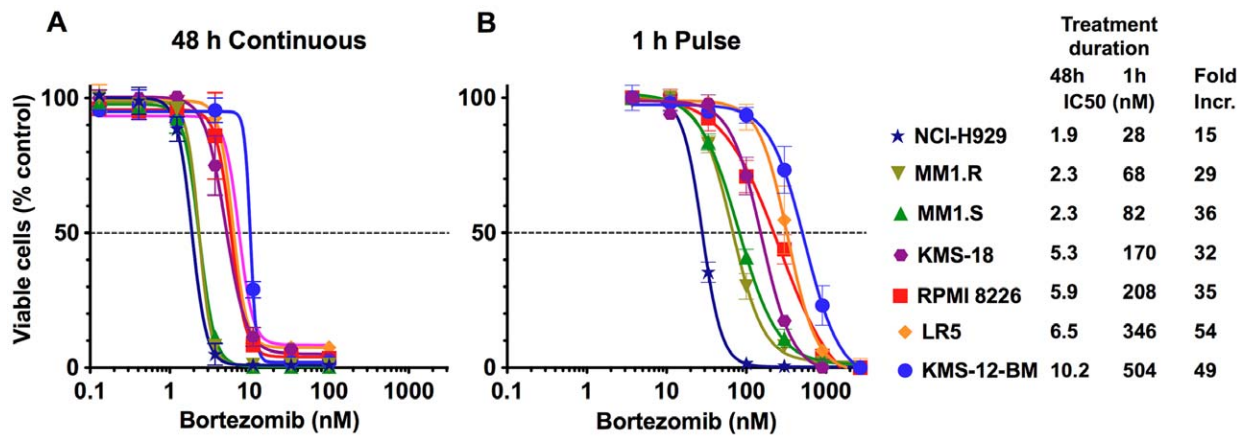 A
48 h Continuous
Viable cells (% control)
100
50
0
0.1
1
10
100
1000
Bortezomib (nM)
B
1 h Pulse
100
50
0
0.1
1
10
100
1000
Bortezomib (nM)
Treatment
duration
48h 1h Fold
IC50 (nM) Incr.
NCI-H929 1.9 28 15
MM1.R 2.3 68 29
MM1.S 2.3 82 36
KMS-18 5.3 170 32
RPMI 8226 5.9 208 35
LR5 6.5 346 54
KMS-12-BM 10.2 504 49